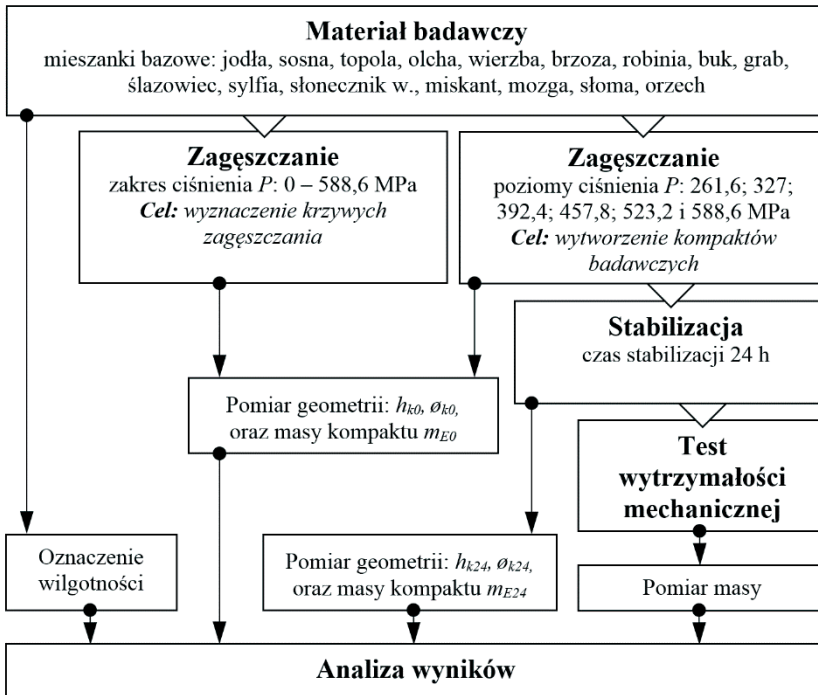 Materiał badawczy
mieszanki bazowe: jodła, sosna, topola, olcha, wierzba, brzoza, robinia, buk, grab,
ślazowiec, sylfia, słonecznik w., miskant, mozga, słoma, orzech
Zagęszczanie
zakres ciśnienia P: 0 – 588,6 MPa
Cel: wyznaczenie krzywych
zagęszczania
Zagęszczanie
poziomy ciśnienia P: 261,6; 327;
392,4; 457,8; 523,2 i 588,6 MPa
Cel: wytworzenie kompaktów
badawczych
Stabilizacja
czas stabilizacji 24 h
Pomiar geometrii: hk0, øk0,
oraz masy kompaktu mE0
Test
wytrzymałości
mechanicznej
Oznaczenie
wilgotności
Pomiar geometrii: hk24, øk24,
oraz masy kompaktu mE24
Pomiar masy
Analiza wyników